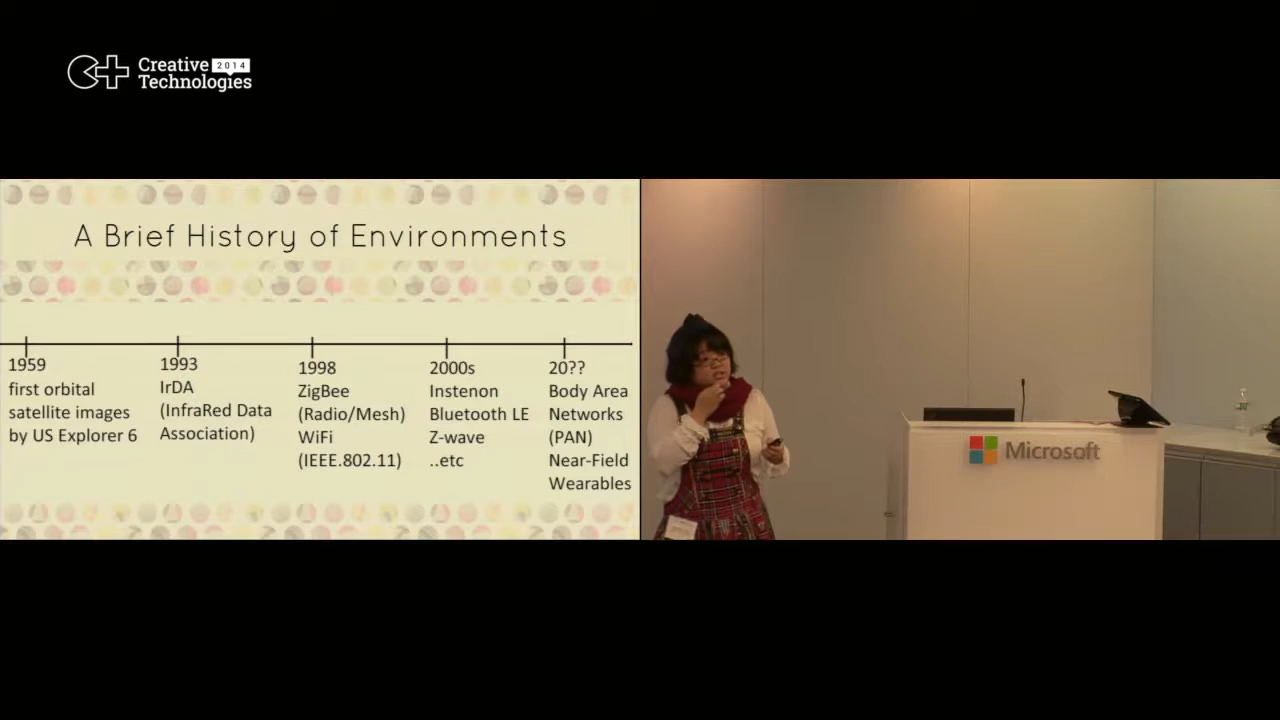 Creative 2014
Technologies
A Brief History of Environments
1959
first orbital
satellite images
by US Explorer 6
1993
IrDA
(InfraRed Data
Association)
1998
ZigBee
(Radio/Mesh)
WiFi
(IEEE.802.11)
2000s
Instenon
Bluetooth LE
Z-wave
..etc
20??
Body Area
Networks
(PAN)
Near-Field
Wearables
Microsoft